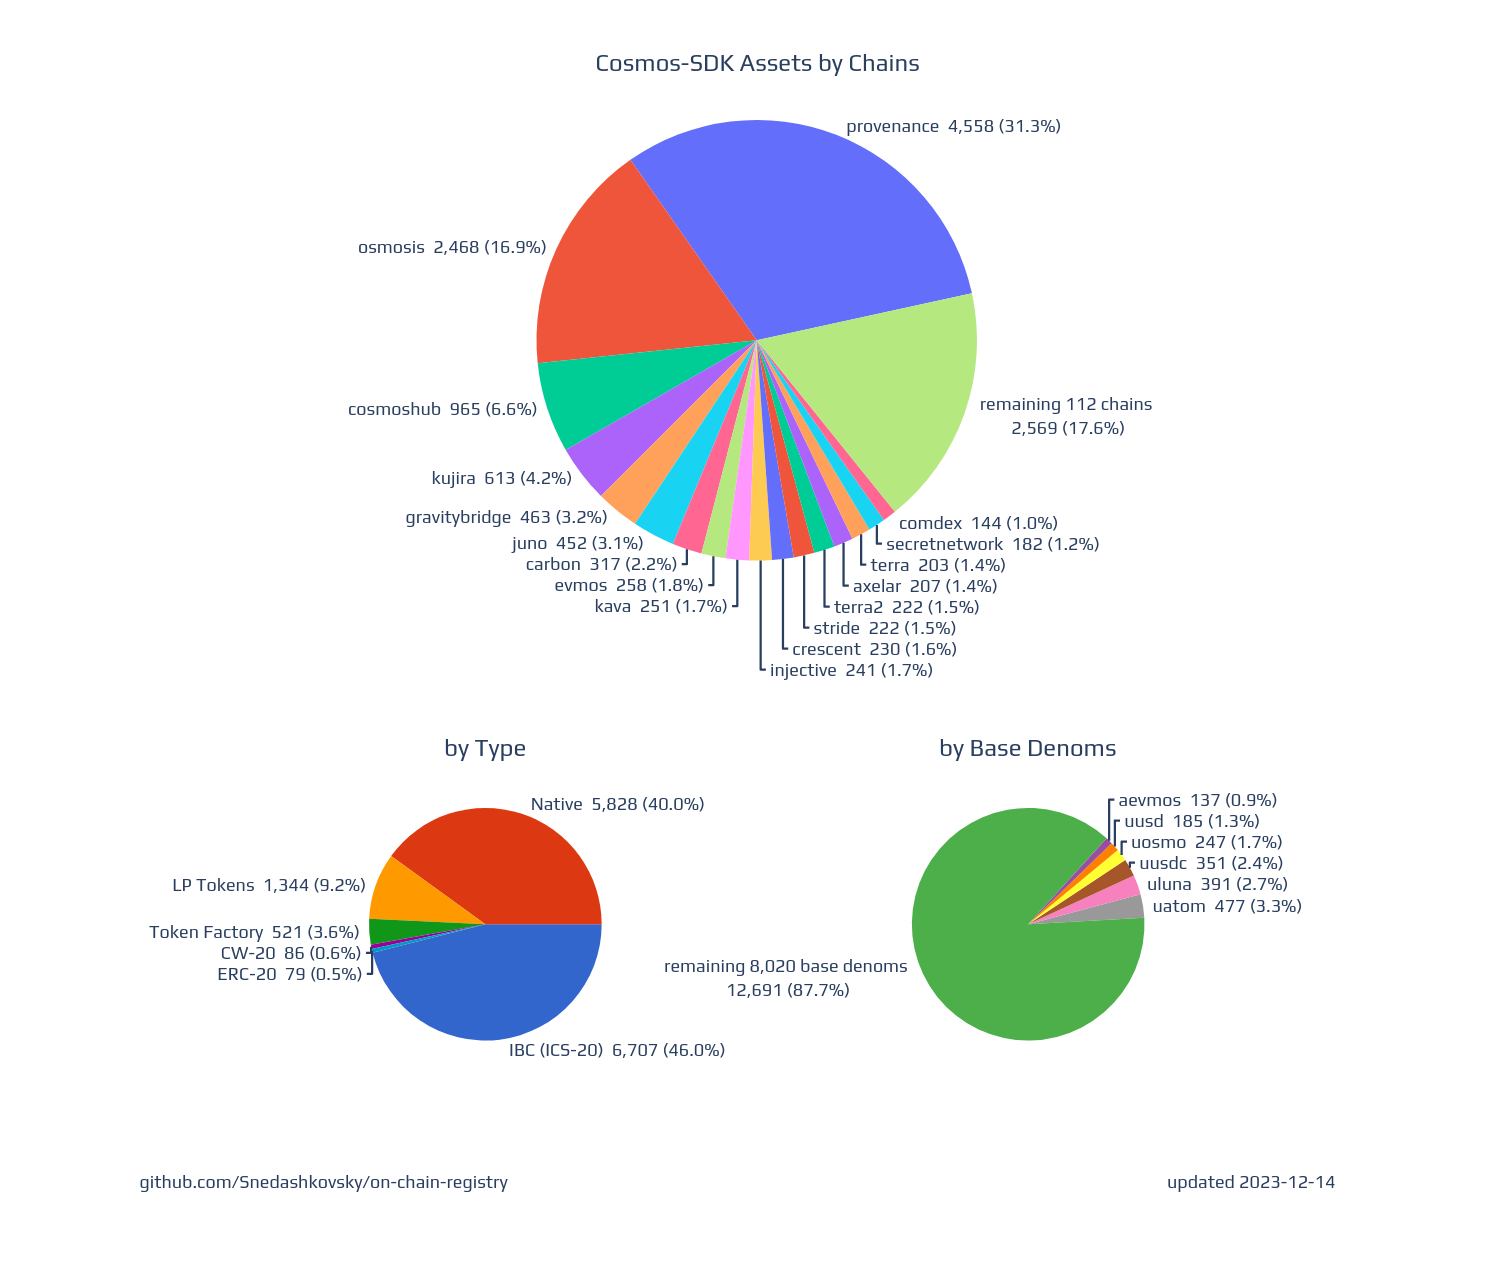 Cosmos-SDK Assets by Chains
provenance 4,558 (31.3%)
osmosis 2,468 (16.9%)
cosmoshub 965 (6.6%)
kujira 613 (4.2%)
gravitybridge 463 (3.2%)
juno 452 (3.1%)
carbon 317 (2.2%)
evmos 258 (1.8%)
kava 251 (1.7%)
remaining 112 chains
2,569 (17.6%)
comdex 144 (1.0%)
secretnetwork 182 (1.2%)
terra 203 (1.4%)
axelar 207 (1.4%)
terra2 222 (1.5%)
stride 222 (1.5%)
crescent 230 (1.6%)
injective 241 (1.7%)
by Type
Native 5,828 (40.0%)
LP Tokens 1,344 (9.2%)
Token Factory 521 (3.6%)
CW-20 86 (0.6%)
ERC-20 79 (0.5%)
IBC (ICS-20) 6,707 (46.0%)
by Base Denoms
aevmos 137 (0.9%)
uusd 185 (1.3%)
uosmo 247 (1.7%)
uusdc 351 (2.4%)
uluna 391 (2.7%)
uatom 477 (3.3%)
remaining 8,020 base denoms
12,691 (87.7%)
github.com/Snedashkovsky/on-chain-registry
updated 2023-12-14